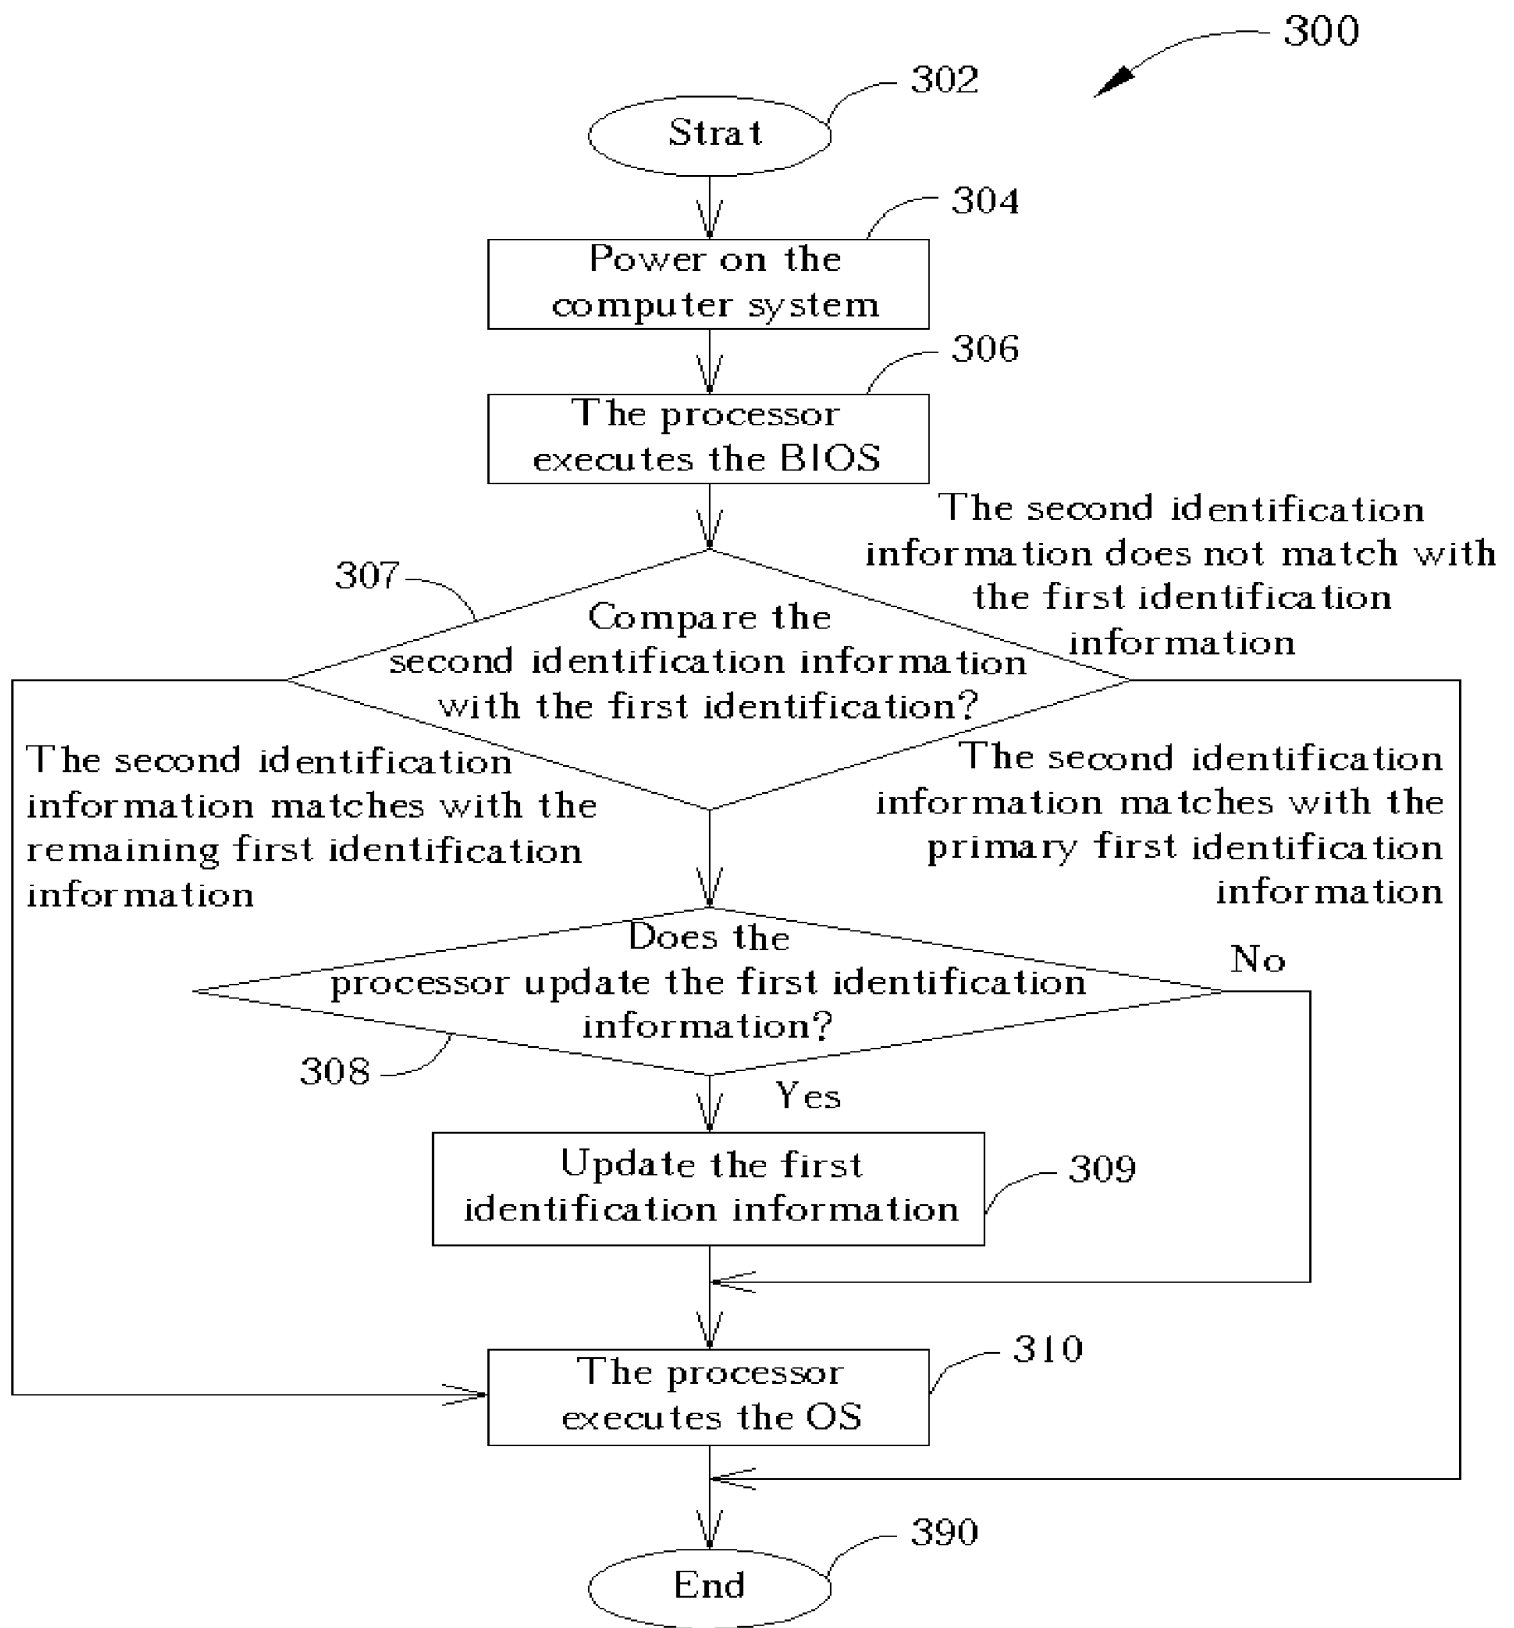 300
302
Strat
304
Power on the
computer system
306
The processor
executes the BIOS
The second identification
information does not match with
the first identification
information
307
Compare the
second identification information
with the first identification?
The second identification
information matches with the
remaining first identification
information
The second identification
information matches with the
primary first identification
information
Does the
processor update the first identification
information?
No
308
Yes
Update the first
identification information
309
The processor
executes the OS
310
390
End